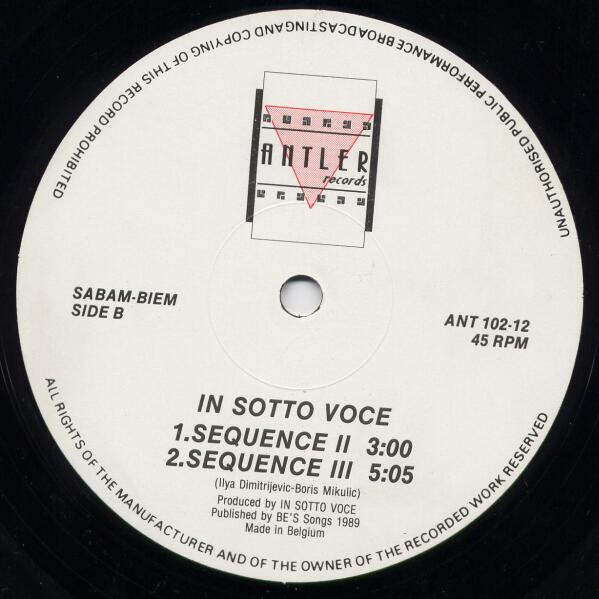 UNAUTHORISED PUBLIC PERFORMANCE BROADCASTING AND COPYING OF THIS RECORD PROHIBITED
ANTLER
records
SABAM-BIEM
SIDE B
ANT 102-12
45 RPM
IN SOTTO VOCE
1.SEQUENCE II 3:00
2.SEQUENCE III 5:05
(Ilya Dimitrijevic-Boris Mikulic)
Produced by IN SOTTO VOCE
Published by BE'S Songs 1989
Made in Belgium
ALL RIGHTS OF THE MANUFACTURER AND OF THE OWNER OF THE RECORDED WORK RESERVED